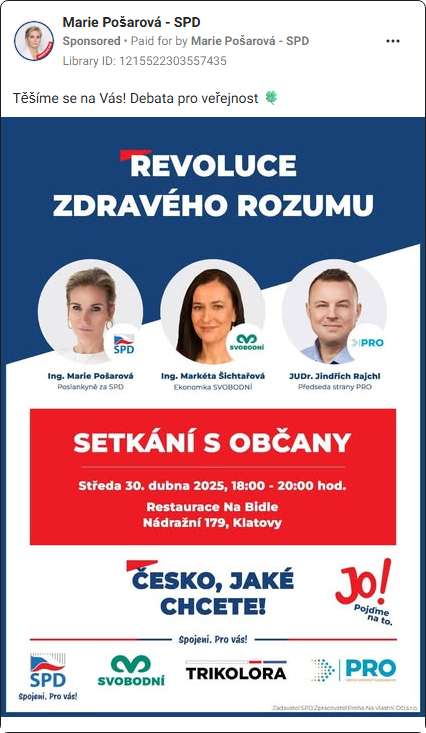 Marie Pošarová - SPD
Sponsored • Paid for by Marie Pošarová - SPD
Library ID: 1215522303557435
Těšíme se na Vás! Debata pro veřejnost 🍀
REVOLUCE
ZDRAVÉHO ROZUMU
SPD
SVOBODNÍ
PRO
Ing. Marie Pošarová
Poslankyně za SPD
Ing. Markéta Šichtařová
Ekonomka SVOBODNÍ
JUDr. Jindřich Rajchl
Předseda strany PRO
SETKÁNÍ S OBČANY
Středa 30. dubna 2025, 18:00 - 20:00 hod.
Restaurace Na Bidle
Nádražní 179, Klatovy
ČESKO, JAKÉ
CHCETE!
Jo!
Pojďme
na to.
Spojeni. Pro vás!
SPD
Spojeni. Pro vás!
SVOBODNÍ
TRIKOLORA
PRO